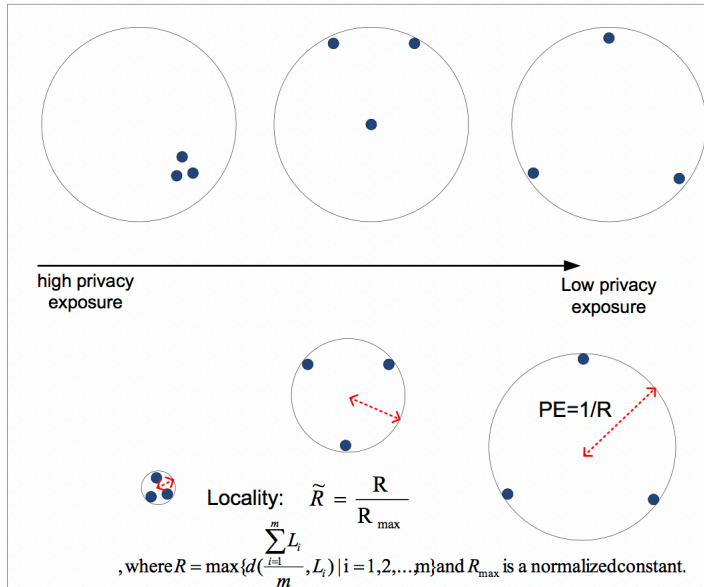 high privacy
exposure
Low privacy
exposure
PE=1/R
Locality: R̃ = R / R max
, where R = max{d(∑_{i=1}^{m} L_i / m, L_i) | i = 1,2,...,m} and R_max is a normalizedconstant.